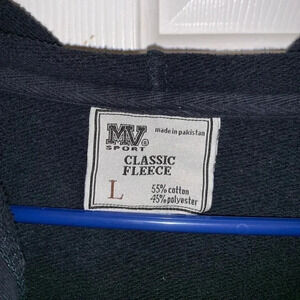 MV®
SPORT
made in pakistan
CLASSIC
FLEECE
L
55% cotton
45% polyester